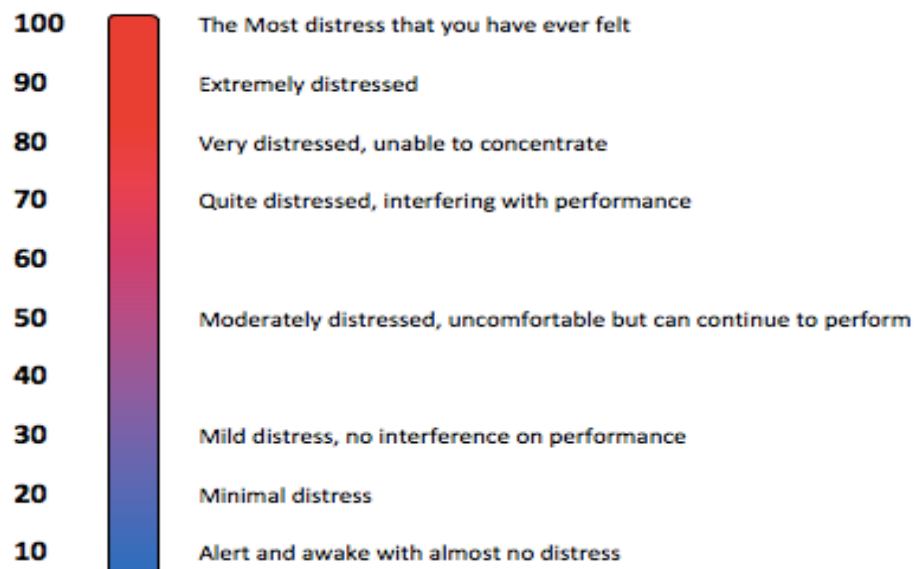 100 The Most distress that you have ever felt
90 Extremely distressed
80 Very distressed, unable to concentrate
70 Quite distressed, interfering with performance
60
50 Moderately distressed, uncomfortable but can continue to perform
40
30 Mild distress, no interference on performance
20 Minimal distress
10 Alert and awake with almost no distress